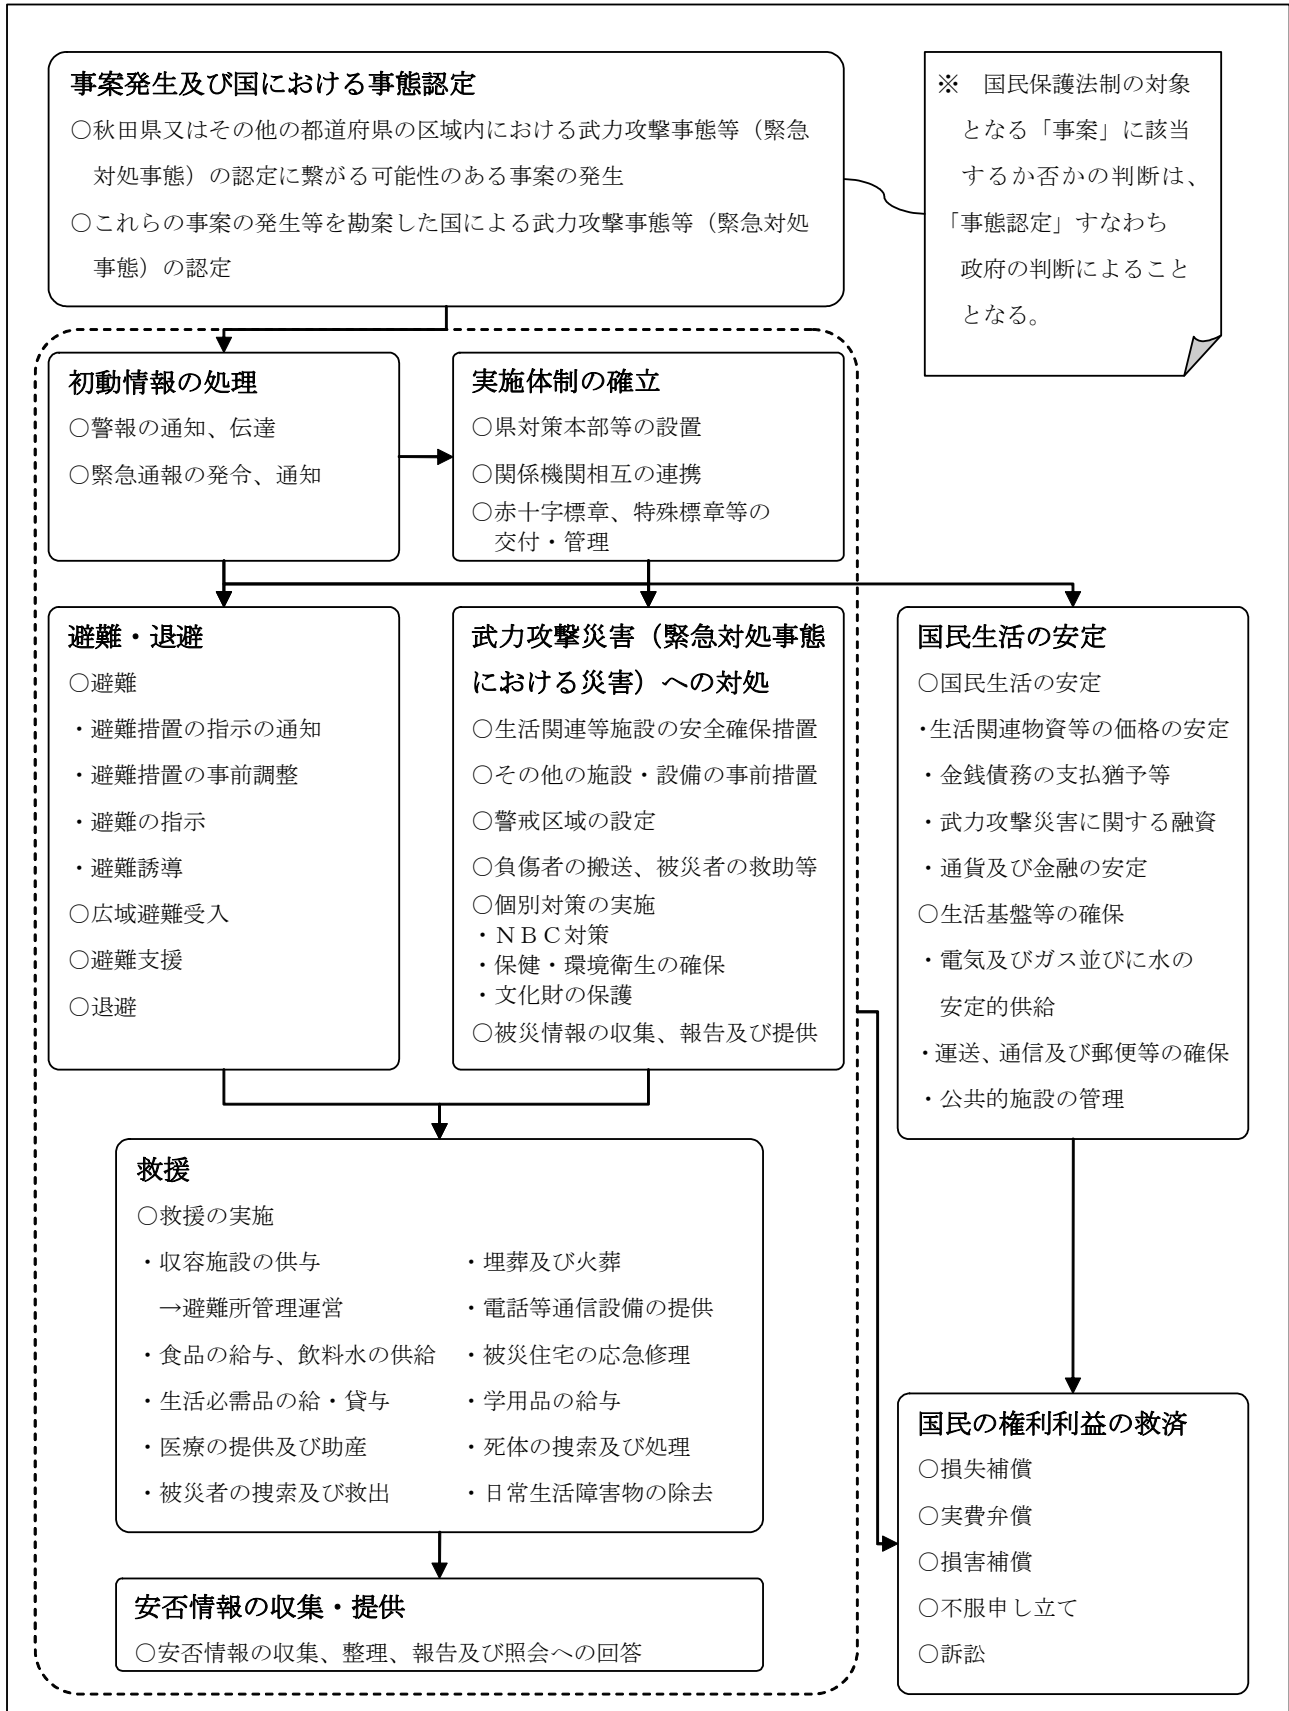 事案発生及び国における事態認定
○秋田県又はその他の都道府県の区域内における武力攻撃事態等（緊急
対処事態）の認定に繋がる可能性のある事案の発生
○これらの事案の発生等を勘案した国による武力攻撃事態等（緊急対処
事態）の認定
※　国民保護法制の対象
となる「事案」に該当
するか否かの判断は、
「事態認定」すなわち
政府の判断によること
となる。
初動情報の処理
○警報の通知、伝達
○緊急通報の発令、通知
実施体制の確立
○県対策本部等の設置
○関係機関相互の連携
○赤十字標章、特殊標章等の
交付・管理
避難・退避
○避難
・避難措置の指示の通知
・避難措置の事前調整
・避難の指示
・避難誘導
○広域避難受入
○避難支援
○退避
武力攻撃災害（緊急対処事態
における災害）への対処
○生活関連等施設の安全確保措置
○その他の施設・設備の事前措置
○警戒区域の設定
○負傷者の搬送、被災者の救助等
○個別対策の実施
・ＮＢＣ対策
・保健・環境衛生の確保
・文化財の保護
○被災情報の収集、報告及び提供
国民生活の安定
○国民生活の安定
・生活関連物資等の価格の安定
・金銭債務の支払猶予等
・武力攻撃災害に関する融資
・通貨及び金融の安定
○生活基盤等の確保
・電気及びガス並びに水の
安定的供給
・運送、通信及び郵便等の確保
・公共的施設の管理
救援
○救援の実施
・収容施設の供与
→避難所管理運営
・食品の給与、飲料水の供給
・生活必需品の給・貸与
・医療の提供及び助産
・被災者の捜索及び救出
・埋葬及び火葬
・電話等通信設備の提供
・被災住宅の応急修理
・学用品の給与
・死体の捜索及び処理
・日常生活障害物の除去
安否情報の収集・提供
○安否情報の収集、整理、報告及び照会への回答
国民の権利利益の救済
○損失補償
○実費弁償
○損害補償
○不服申し立て
○訴訟